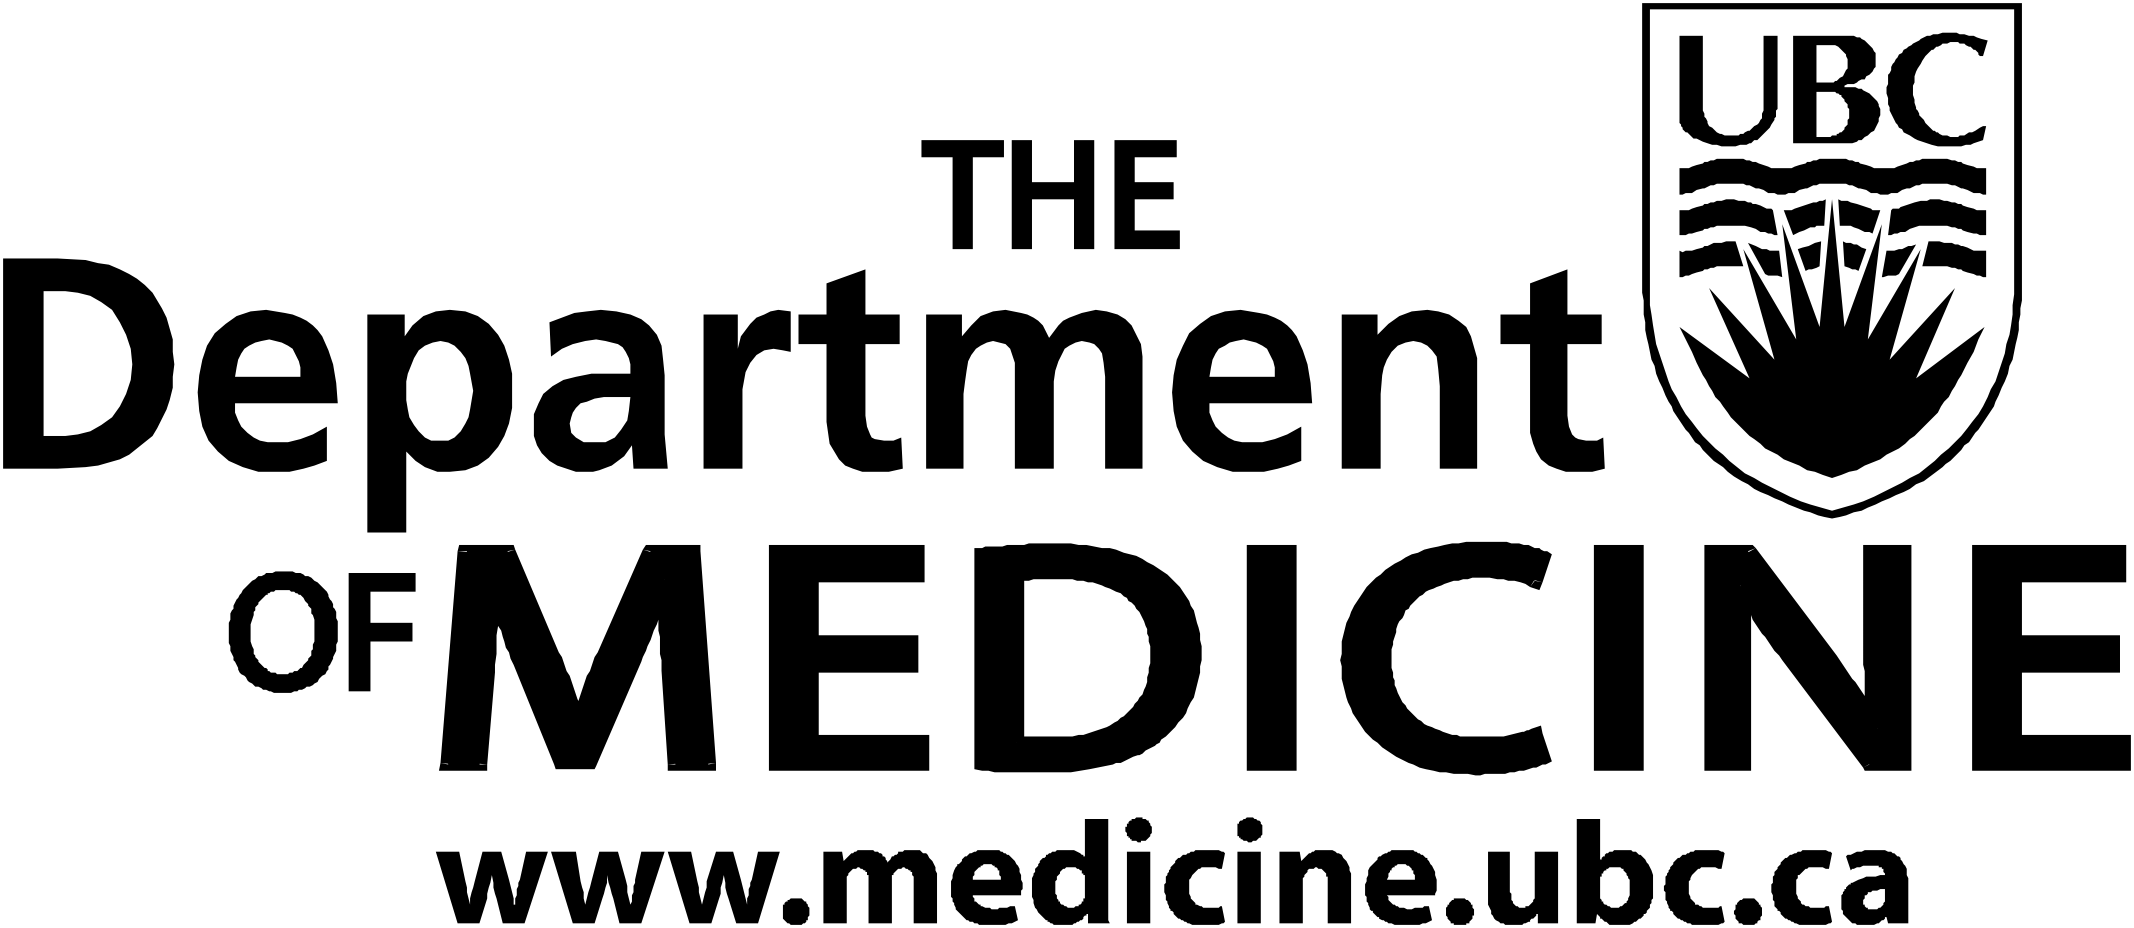 UBC
THE
Department
OF MEDICINE
www.medicine.ubc.ca